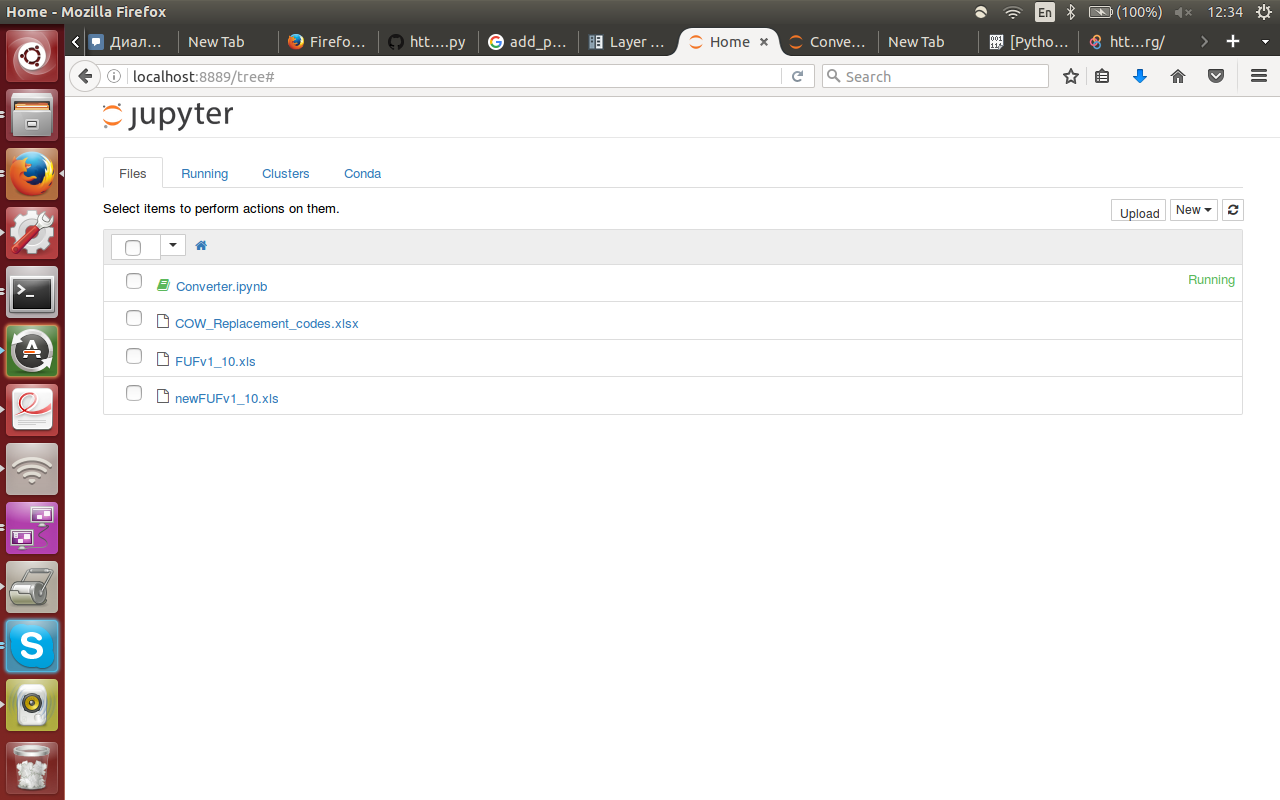 Home - Mozilla Firefox
En
(100%)
12:34
Диал...
New Tab
Firefo...
htt....py
add_p...
Layer ...
Home
Conve...
New Tab
[Pytho...
htt...rg/
localhost:8889/tree#
Search
jupyter
Files
Running
Clusters
Conda
Select items to perform actions on them.
Upload
New
Converter.ipynb
Running
COW_Replacement_codes.xlsx
FUFv1_10.xls
newFUFv1_10.xls